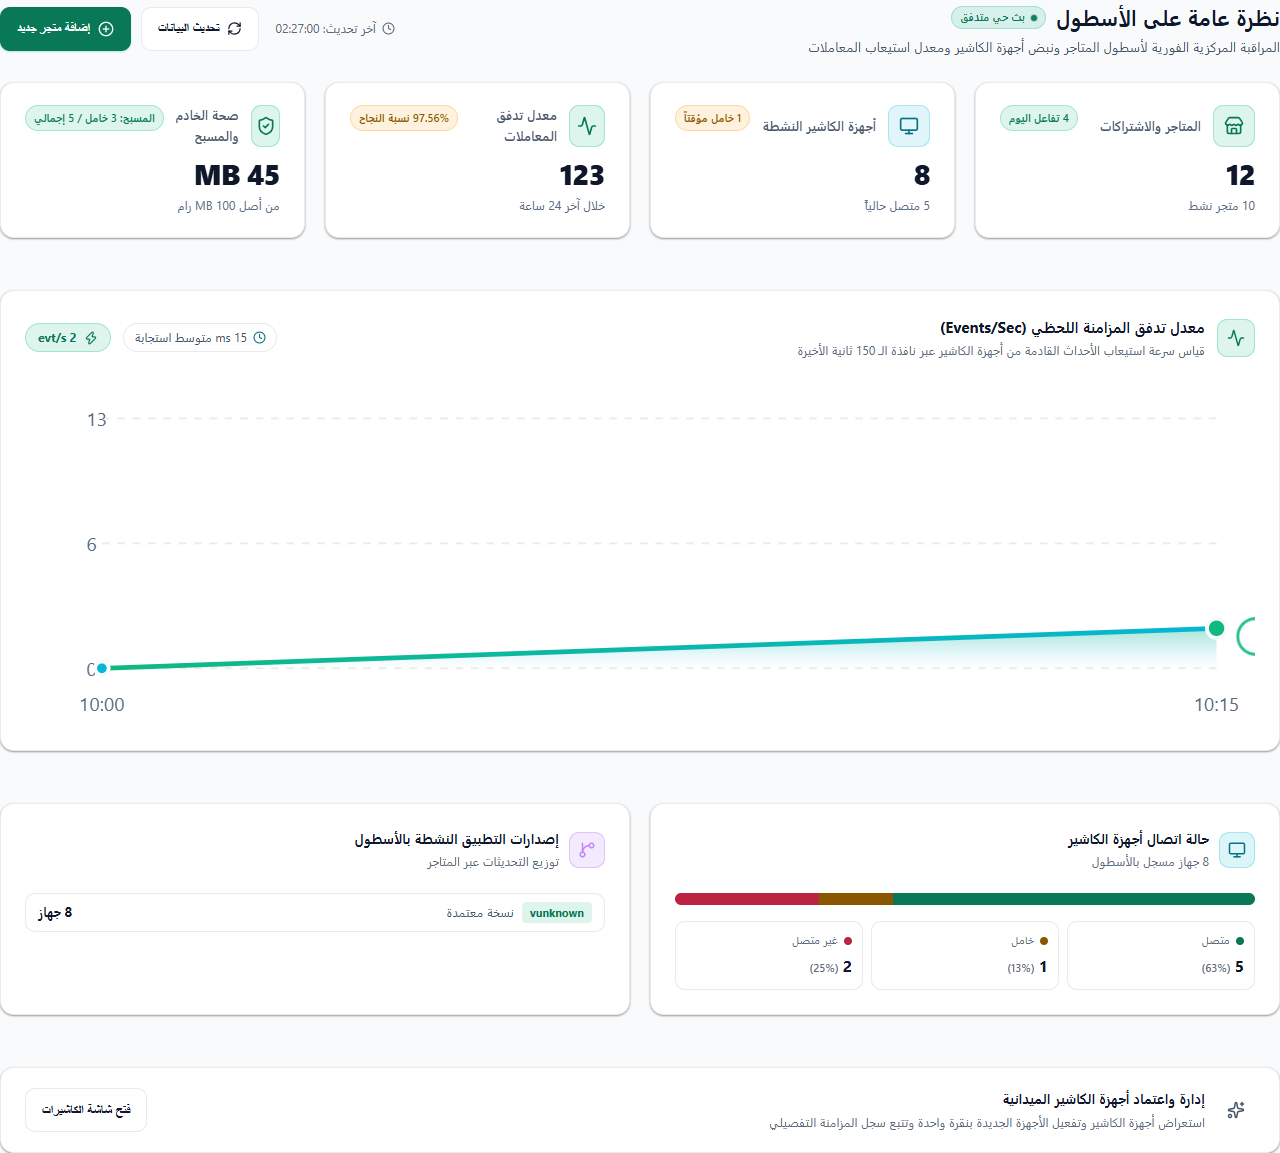 نظرة عامة على الأسطول
بث حي متدفق
المراقبة المركزية الفورية لأسطول المتاجر ونبض أجهزة الكاشير ومعدل استيعاب المعاملات
آخر تحديث: 02:27:00
تحديث البيانات
إضافة متجر جديد
المتاجر والاشتراكات
4 تفاعل اليوم
12
10 متجر نشط
أجهزة الكاشير النشطة
1 خامل مؤقتاً
8
5 متصل حالياً
معدل تدفق المعاملات
97.56% نسبة النجاح
123
خلال آخر 24 ساعة
صحة الخادم والمسبح
المسبح: 3 خامل / 5 إجمالي
45 MB
من أصل 100 MB رام
معدل تدفق المزامنة اللحظي (Events/Sec)
قياس سرعة استيعاب الأحداث القادمة من أجهزة الكاشير عبر نافذة الـ 150 ثانية الأخيرة
15 ms متوسط استجابة
2 evt/s
13
6
0
10:00
10:15
حالة اتصال أجهزة الكاشير
8 جهاز مسجل بالأسطول
متصل
5 (63%)
خامل
1 (13%)
غير متصل
2 (25%)
إصدارات التطبيق النشطة بالأسطول
توزيع التحديثات عبر المتاجر
vunknown نسخة معتمدة
8 جهاز
إدارة واعتماد أجهزة الكاشير الميدانية
استعراض أجهزة الكاشير وتفعيل الأجهزة الجديدة بنقرة واحدة وتتبع سجل المزامنة التفصيلي
فتح شاشة الكاشيرات